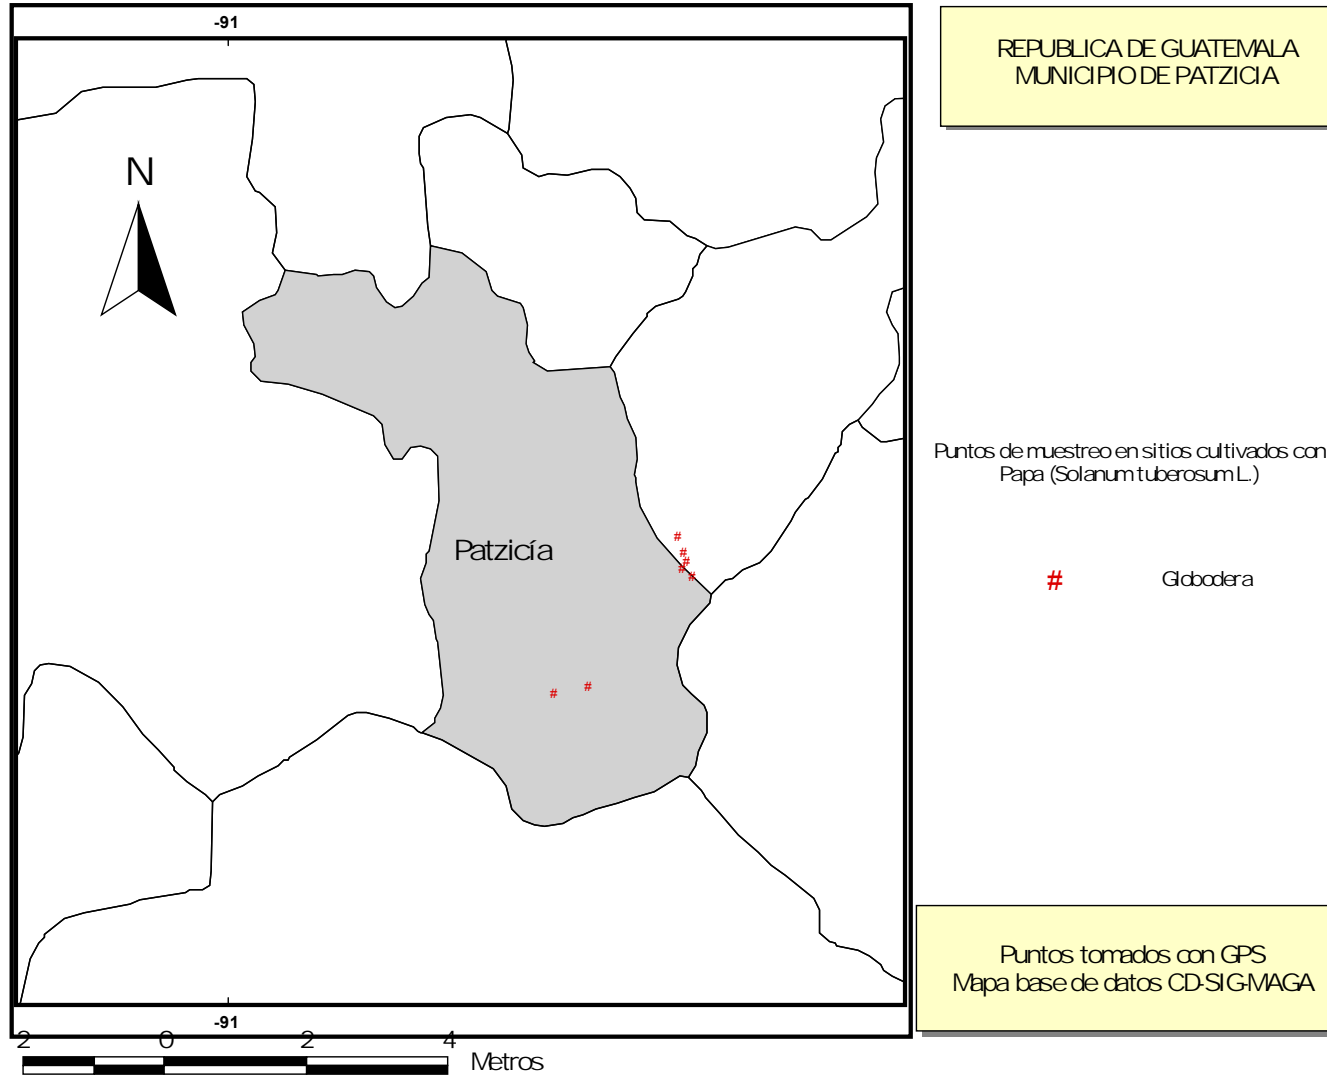 -91
REPUBLICA DE GUATEMALA
MUNICIPIO DE PATZICIA
N
Puntos de muestreo en sitios cultivados con
Papa (Solanum tuberosum L.)
Patzicía
#
#
#
#
#
# Globodera
# #
Puntos tomados con GPS
Mapa base de datos CD-SIG-MAGA
-91
2 0 2 4 Metros